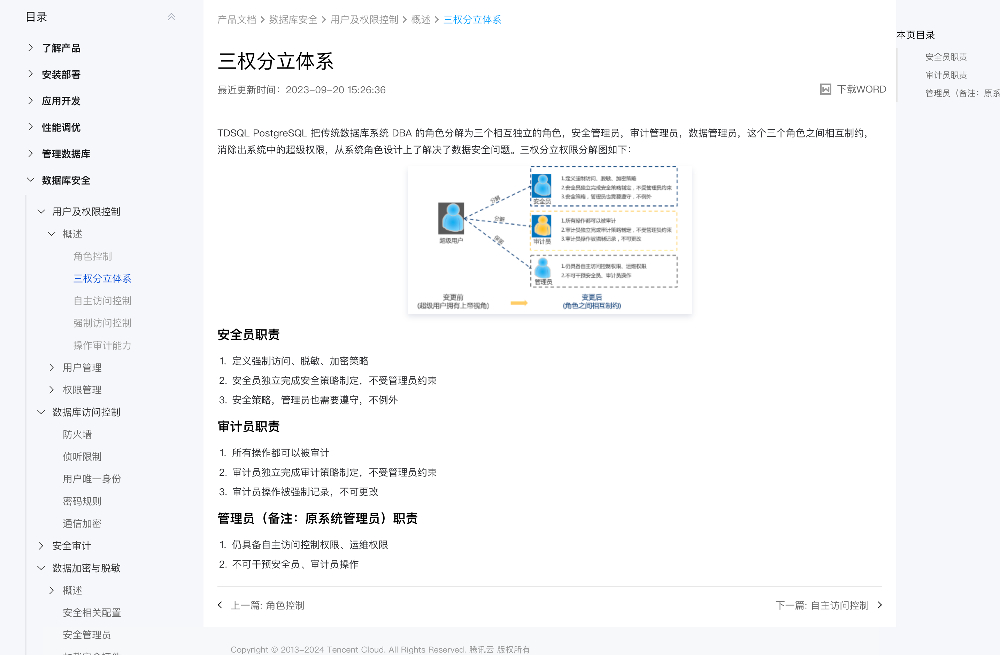 目录
了解产品
安装部署
应用开发
性能调优
管理数据库
数据库安全
用户及权限控制
概述
角色控制
三权分立体系
自主访问控制
强制访问控制
操作审计能力
用户管理
权限管理
数据库访问控制
防火墙
侦听限制
用户唯一身份
密码规则
通信加密
安全审计
数据加密与脱敏
概述
安全相关配置
安全管理员
产品文档 > 数据库安全 > 用户及权限控制 > 概述 > 三权分立体系
三权分立体系
最近更新时间：2023-09-20 15:26:36
下载WORD
TDSQL PostgreSQL 把传统数据库系统 DBA 的角色分解为三个相互独立的角色，安全管理员，审计管理员，数据管理员，这个三个角色之间相互制约，
消除出系统中的超级权限，从系统角色设计上了解决了数据安全问题。三权分立权限分解图如下：
超级用户
分解
分解
保留
安全员
1.定义强制访问、脱敏、加密策略
2.安全员独立完成安全策略制定，不受管理员约束
3.安全策略，管理员也需要遵守，不例外
审计员
1.所有操作都可以被审计
2.审计员独立完成审计策略制定，不受管理员约束
3.审计员操作被强制记录，不可更改
管理员
1.仍具备自主访问控制权限、运维权限
2.不可干预安全员、审计员操作
变更前
(超级用户拥有上帝视角)
变更后
(角色之间相互制约)
安全员职责
1. 定义强制访问、脱敏、加密策略
2. 安全员独立完成安全策略制定，不受管理员约束
3. 安全策略，管理员也需要遵守，不例外
审计员职责
1. 所有操作都可以被审计
2. 审计员独立完成审计策略制定，不受管理员约束
3. 审计员操作被强制记录，不可更改
管理员（备注：原系统管理员）职责
1. 仍具备自主访问控制权限、运维权限
2. 不可干预安全员、审计员操作
上一篇: 角色控制
下一篇: 自主访问控制
Copyright © 2013-2024 Tencent Cloud. All Rights Reserved. 腾讯云 版权所有
本页目录
安全员职责
审计员职责
管理员（备注：原系